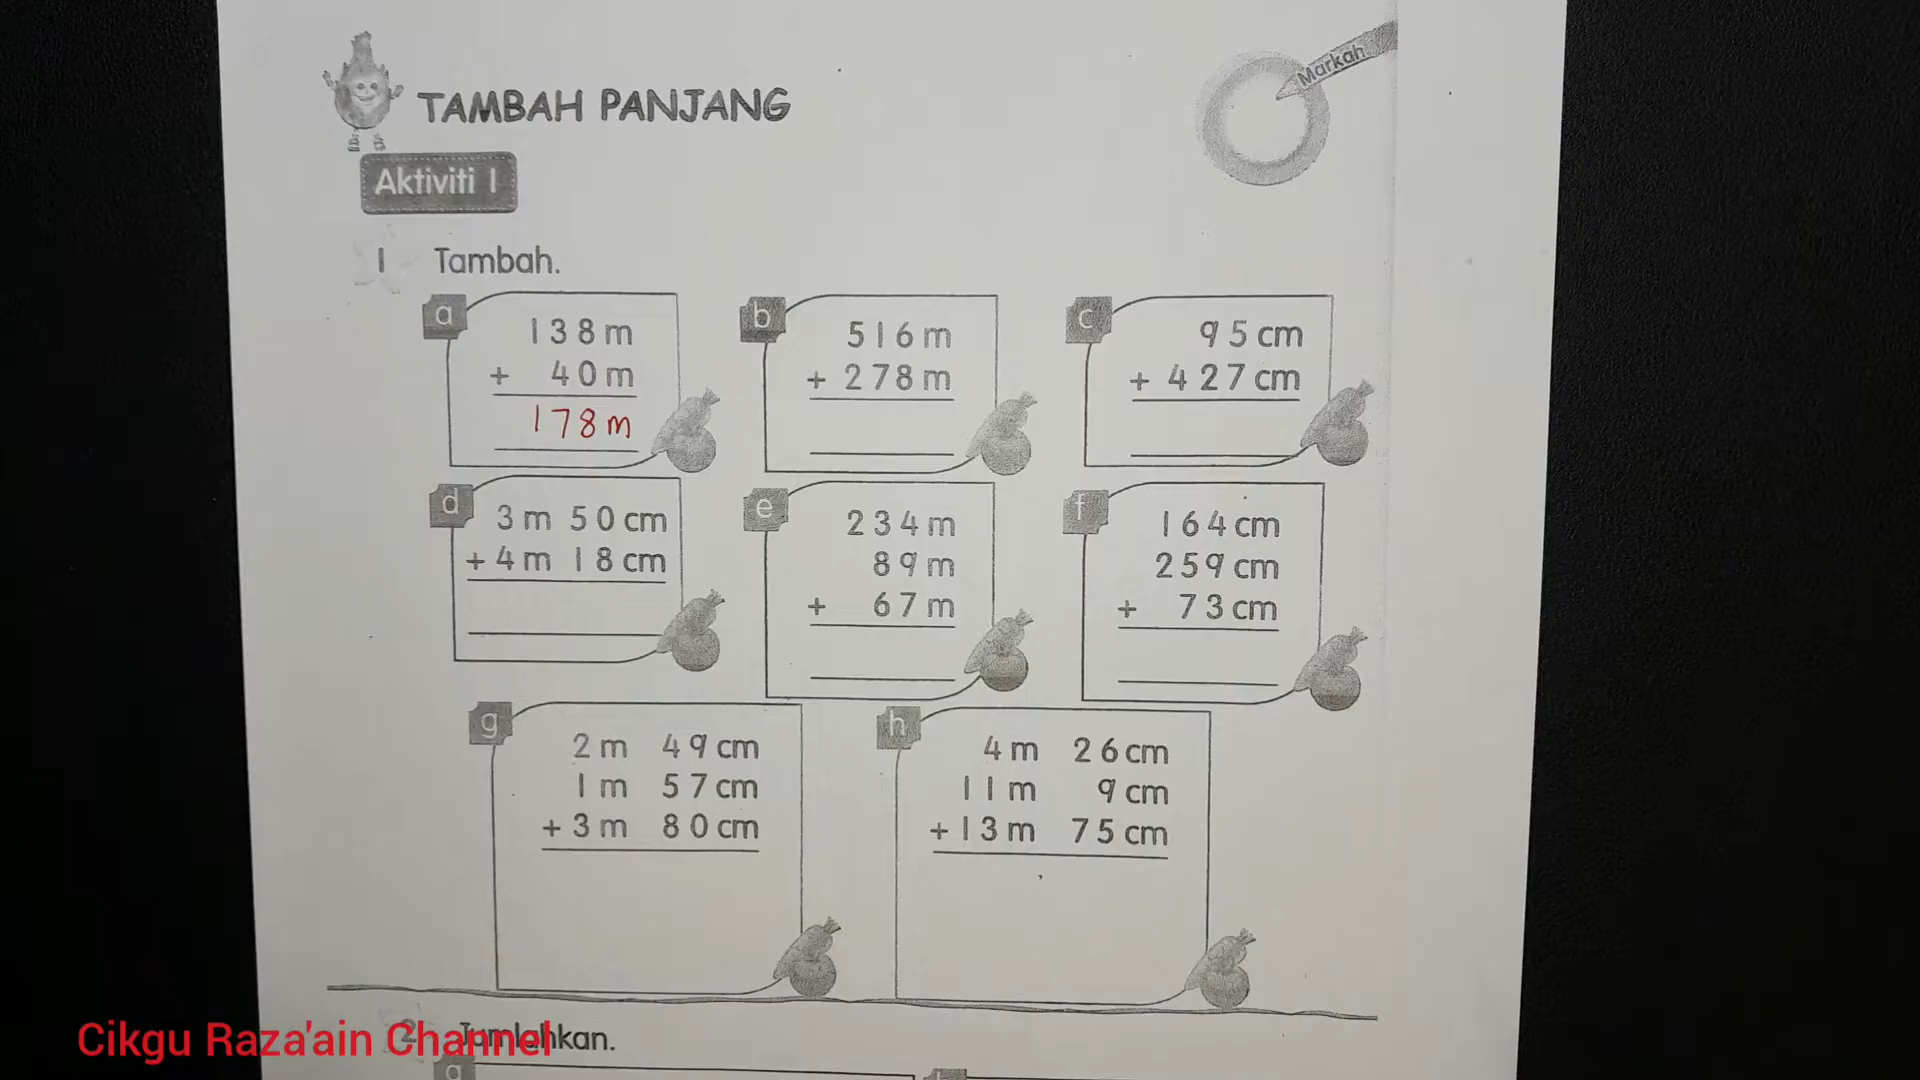 TAMBAH PANJANG
Markah
Aktiviti 1
1 Tambah.
a
138 m
+ 40 m
178 m
b
516 m
+ 278 m
c
95 cm
+ 427 cm
d
3 m 50 cm
+ 4 m 18 cm
e
234 m
89 m
+ 67 m
f
164 cm
259 cm
+ 73 cm
g
2 m 49 cm
1 m 57 cm
+ 3 m 80 cm
h
4 m 26 cm
11 m 9 cm
+ 13 m 75 cm
2 Jumlahkan.
Cikgu Raza'ain Channel
a